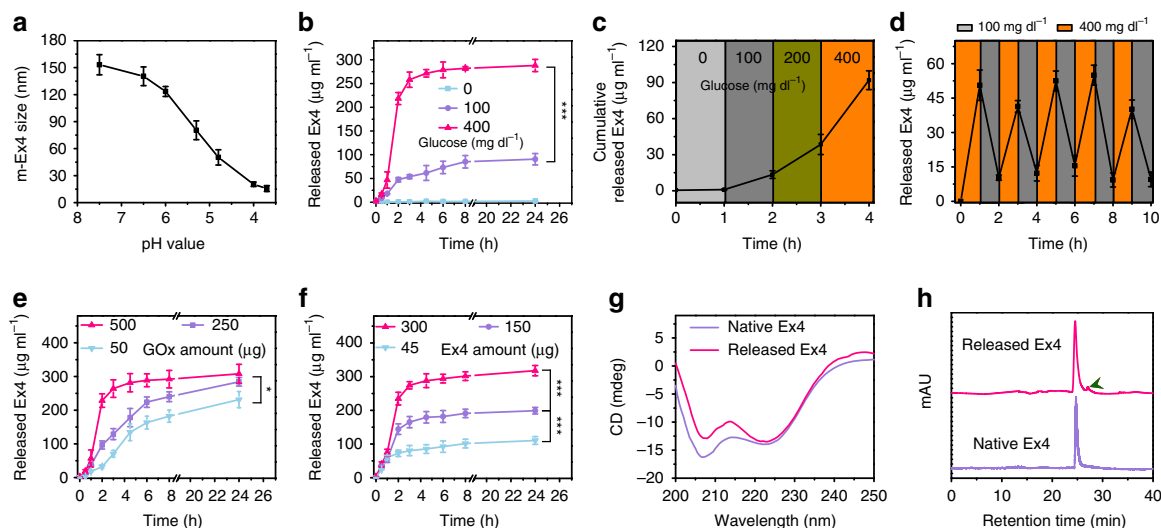 a
m-Ex4 size (nm)
180
150
120
90
60
30
0
8 7 6 5 4
pH value
b
Released Ex4 (µg ml⁻¹)
300
250
200
150
100
50
0
0
100
400
Glucose (mg dl⁻¹)
***
0 2 4 6 8 20 22 24 26
Time (h)
c
Cumulative
released Ex4 (µg ml⁻¹)
120
90
60
30
0
0 100 200 400
Glucose (mg dl⁻¹)
0 1 2 3 4
Time (h)
d
100 mg dl⁻¹ 400 mg dl⁻¹
Released Ex4 (µg ml⁻¹)
60
45
30
15
0
0 2 4 6 8 10
Time (h)
e
Released Ex4 (µg ml⁻¹)
400
300
200
100
0
500 250
50 GOx amount (µg)
*
0 2 4 6 8 20 22 24 26
Time (h)
f
Released Ex4 (µg ml⁻¹)
400
300
200
100
0
300 150
45 Ex4 amount (µg)
***
***
0 2 4 6 8 20 22 24 26
Time (h)
g
CD (mdeg)
5
0
−5
−10
−15
−20
Native Ex4
Released Ex4
200 210 220 230 240 250
Wavelength (nm)
h
mAU
Released Ex4
Native Ex4
0 10 20 30 40
Retention time (min)